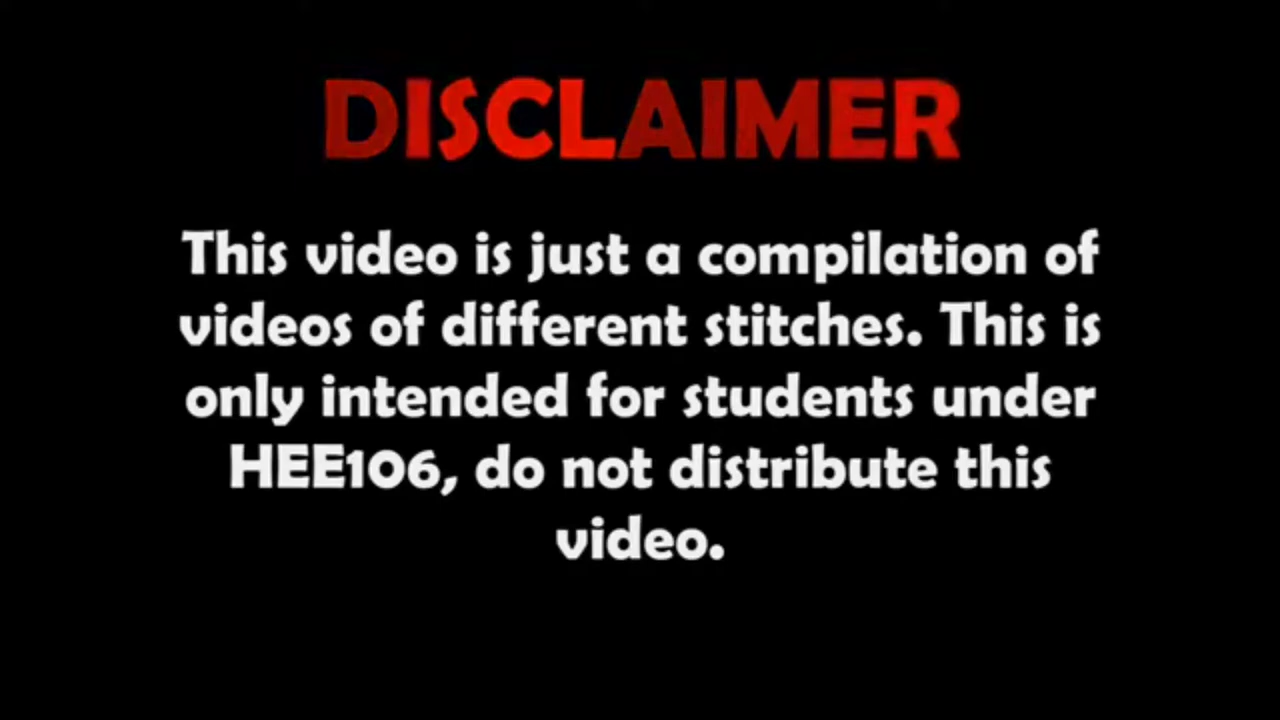 DISCLAIMER
This video is just a compilation of
videos of different stitches. This is
only intended for students under
HEE106, do not distribute this
video.